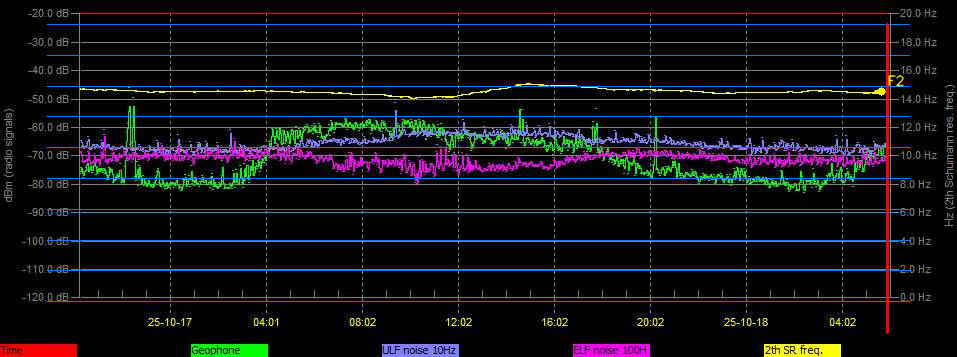 -20.0 dB 20.0 Hz
-30.0 dB 18.0 Hz
-40.0 dB 16.0 Hz
F2
-50.0 dB 14.0 Hz
-60.0 dB 12.0 Hz
-70.0 dB 10.0 Hz
-80.0 dB 8.0 Hz
-90.0 dB 6.0 Hz
-100.0 dB 4.0 Hz
-110.0 dB 2.0 Hz
-120.0 dB 0.0 Hz
dBm (radio signals)
Hz (2th Schumann res. freq.)
25-10-17 04:01 08:02 12:02 16:02 20:02 25-10-18 04:02
Time Geophone ULF noise 10Hz ELF noise 100H 2th SR freq.